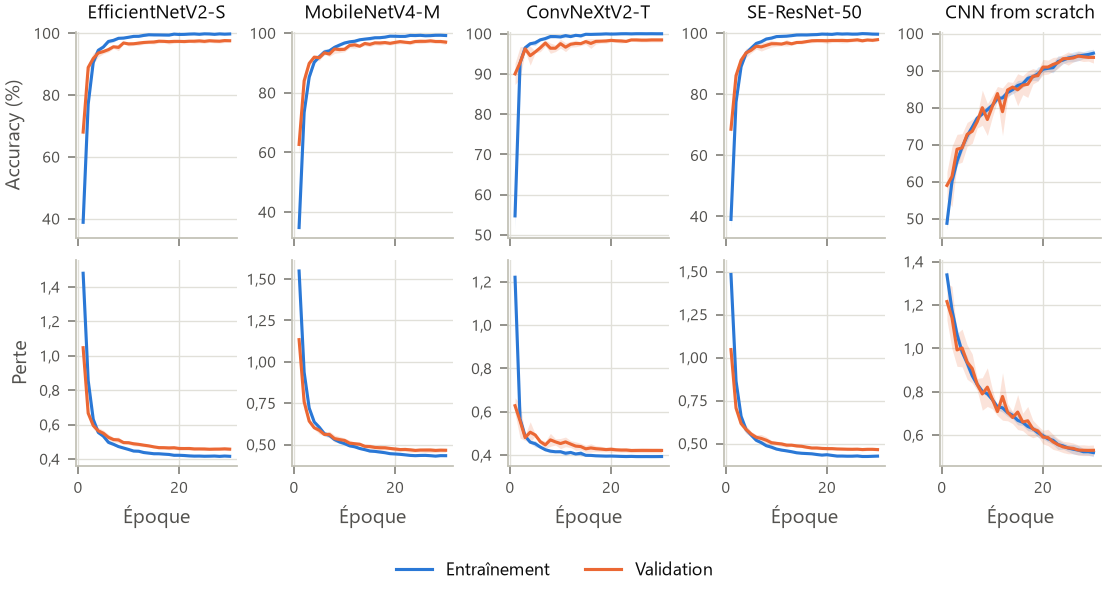 EfficientNetV2-S MobileNetV4-M ConvNeXtV2-T SE-ResNet-50 CNN from scratch
Accuracy (%)
100 80 60 40
100 80 60 40
100 90 80 70 60 50
100 80 60 40
100 90 80 70 60 50
Perte
1,4 1,2 1,0 0,8 0,6 0,4
1,50 1,25 1,00 0,75 0,50
1,2 1,0 0,8 0,6 0,4
1,50 1,25 1,00 0,75 0,50
1,4 1,2 1,0 0,8 0,6
0 20 0 20 0 20 0 20 0 20
Époque Époque Époque Époque Époque
Entraînement Validation